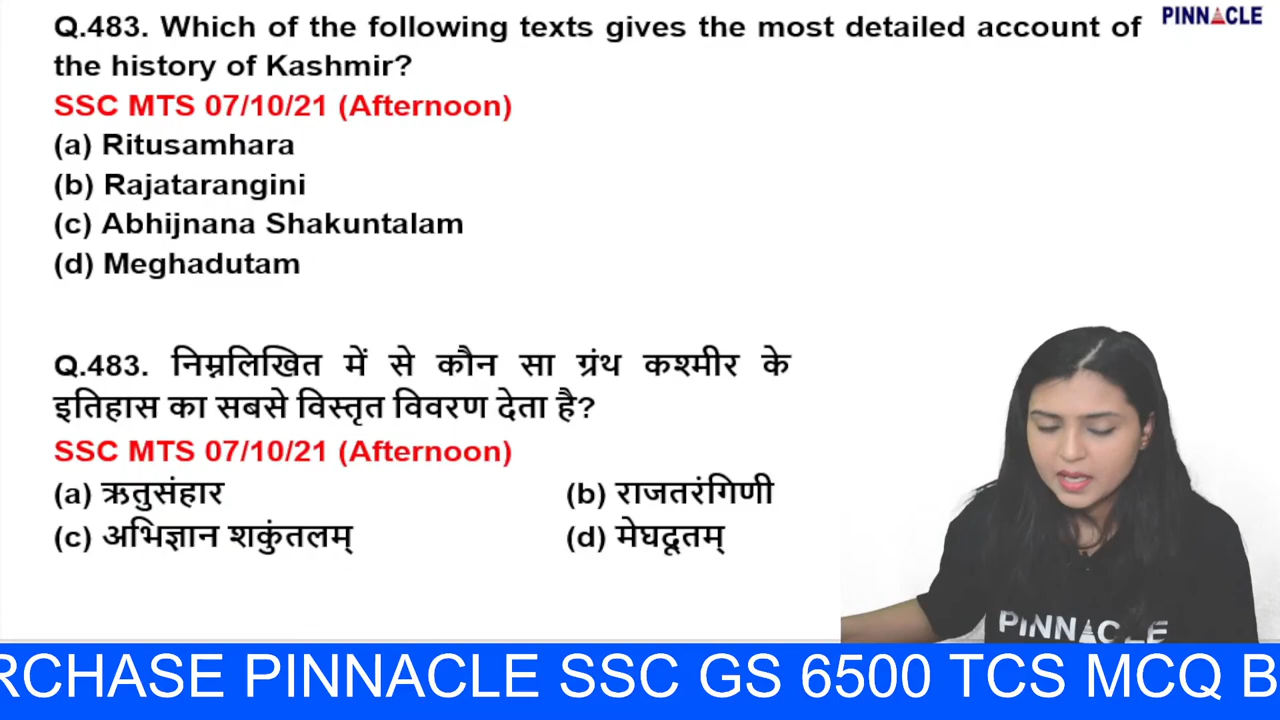 Q.483. Which of the following texts gives the most detailed account of
the history of Kashmir?
PINNACLE
SSC MTS 07/10/21 (Afternoon)
(a) Ritusamhara
(b) Rajatarangini
(c) Abhijnana Shakuntalam
(d) Meghadutam
Q.483. निम्नलिखित में से कौन सा ग्रंथ कश्मीर के
इतिहास का सबसे विस्तृत विवरण देता है?
SSC MTS 07/10/21 (Afternoon)
(a) ऋतुसंहार (b) राजतरंगिणी
(c) अभिज्ञान शकुंतलम् (d) मेघदूतम्
PINNACLE
RCHASE PINNACLE SSC GS 6500 TCS MCQ B